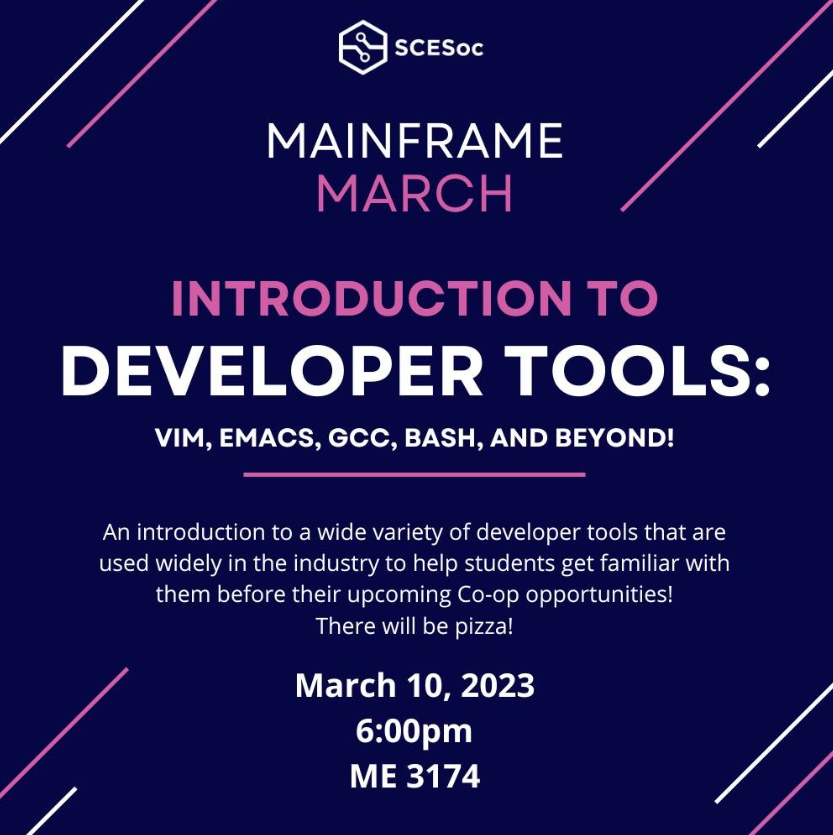 SCESoc
MAINFRAME
MARCH
INTRODUCTION TO
DEVELOPER TOOLS:
VIM, EMACS, GCC, BASH, AND BEYOND!
An introduction to a wide variety of developer tools that are
used widely in the industry to help students get familiar with
them before their upcoming Co-op opportunities!
There will be pizza!
March 10, 2023
6:00pm
ME 3174